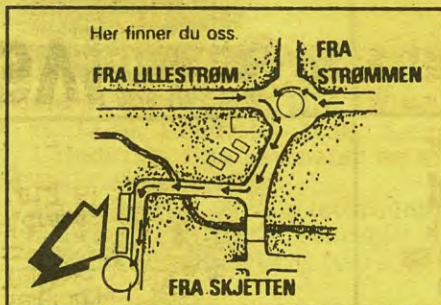 Her finner du oss.
FRA
FRA LILLESTRØM
STRØMMEN
FRA SKJETTEN